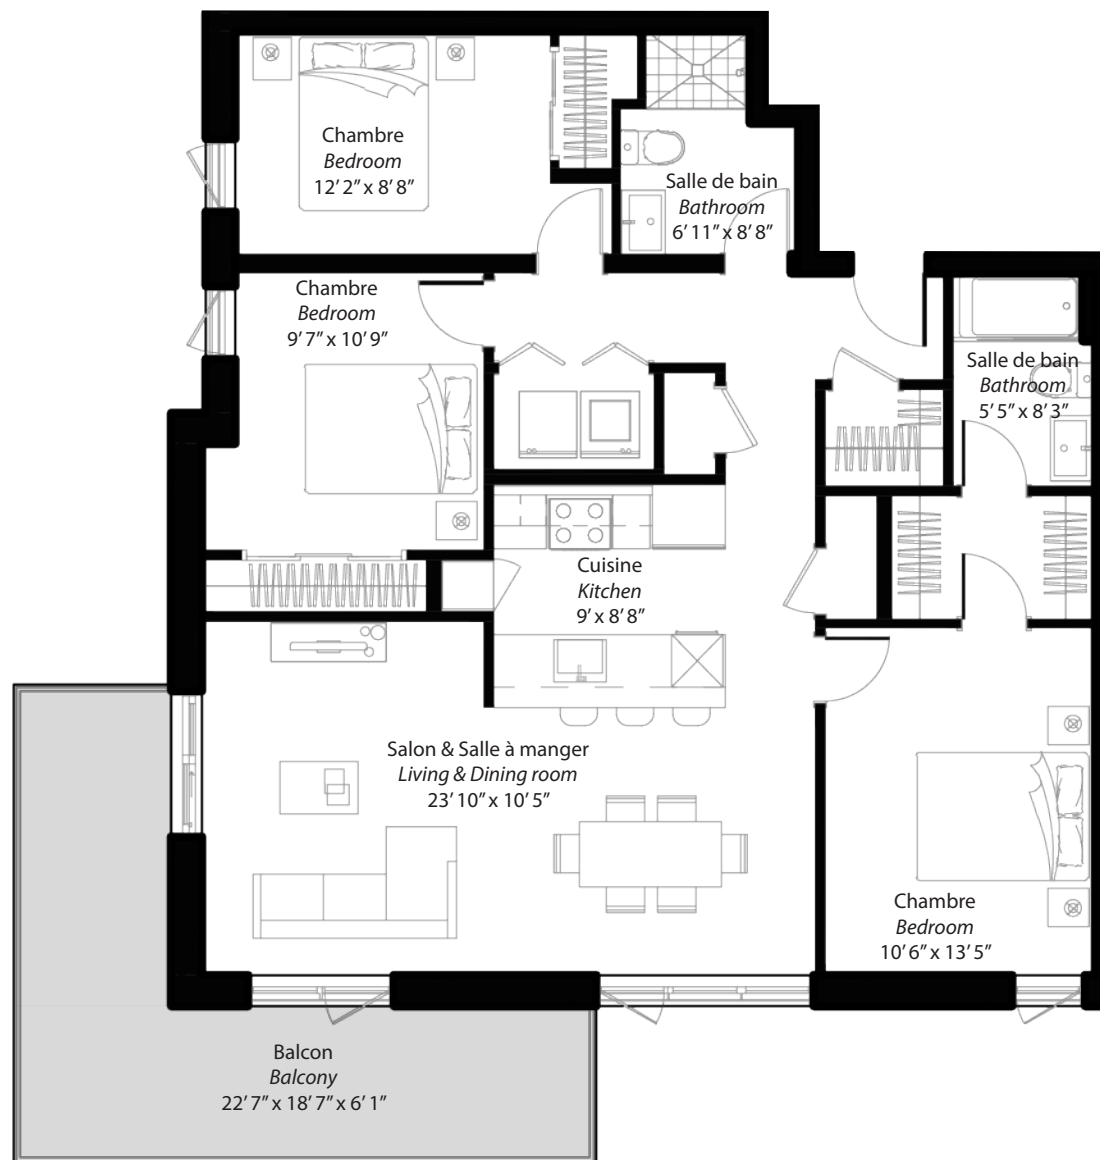 Chambre
Bedroom
12’ 2” x 8’ 8”
Salle de bain
Bathroom
6’ 11” x 8’ 8”
Chambre
Bedroom
9’ 7” x 10’ 9”
Salle de bain
Bathroom
5’ 5” x 8’ 3”
Cuisine
Kitchen
9’ x 8’ 8”
Salon & Salle à manger
Living & Dining room
23’ 10” x 10’ 5”
Chambre
Bedroom
10’ 6” x 13’ 5”
Balcon
Balcony
22’ 7” x 18’ 7” x 6’ 1”